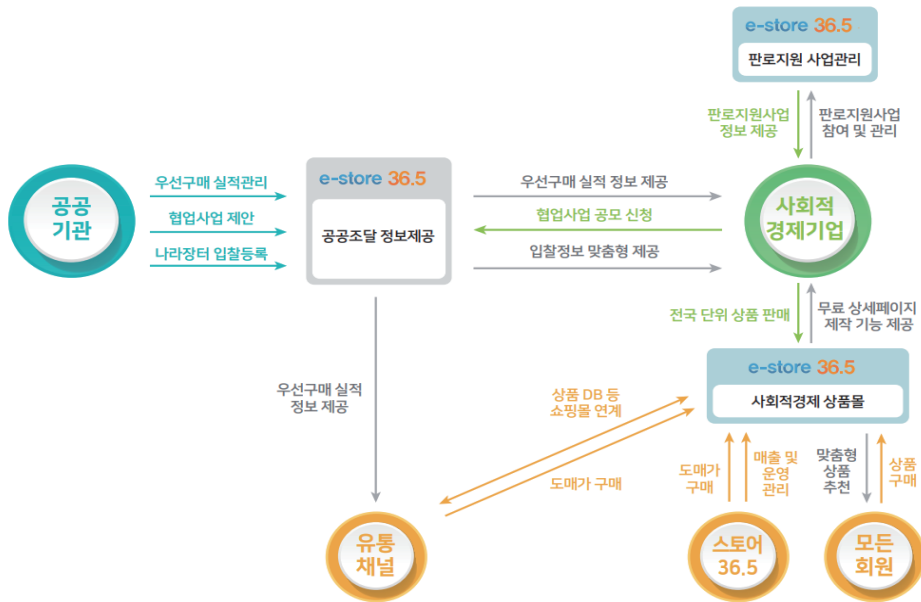 e-store 36.5
판로지원 사업관리
판로지원사업
정보 제공
판로지원사업
참여 및 관리
공공
기관
우선구매 실적관리
협업사업 제안
나라장터 입찰등록
e-store 36.5
공공조달 정보제공
우선구매 실적 정보 제공
협업사업 공모 신청
입찰정보 맞춤형 제공
사회적
경제기업
전국 단위 상품 판매
무료 상세페이지
제작 기능 제공
우선구매 실적
정보 제공
상품 DB 등
쇼핑몰 연계
도매가 구매
e-store 36.5
사회적경제 상품몰
도매가
구매
매출 및
운영
관리
맞춤형
상품
추천
상품
구매
유통
채널
스토어
36.5
모든
회원